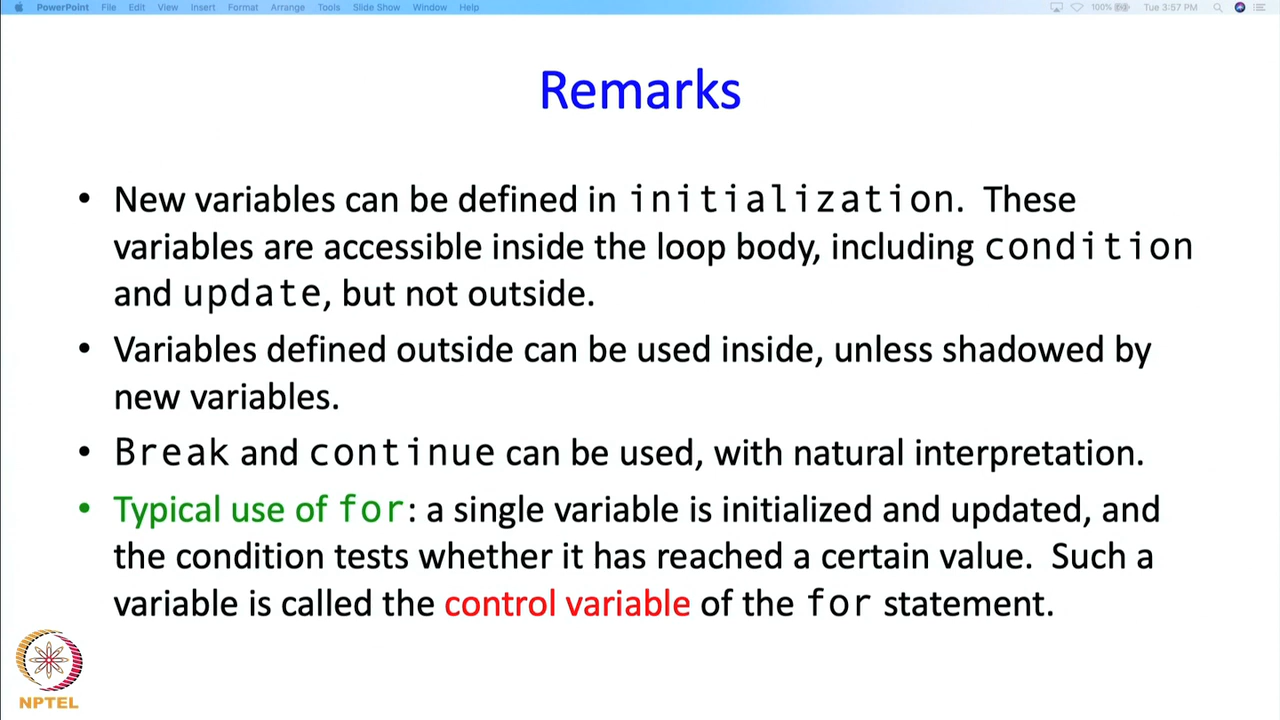 PowerPoint File Edit View Insert Format Arrange Tools Slide Show Window Help 100% Tue 3:57 PM
Remarks
• New variables can be defined in initialization. These
variables are accessible inside the loop body, including condition
and update, but not outside.
• Variables defined outside can be used inside, unless shadowed by
new variables.
• Break and continue can be used, with natural interpretation.
• Typical use of for: a single variable is initialized and updated, and
the condition tests whether it has reached a certain value. Such a
variable is called the control variable of the for statement.
NPTEL